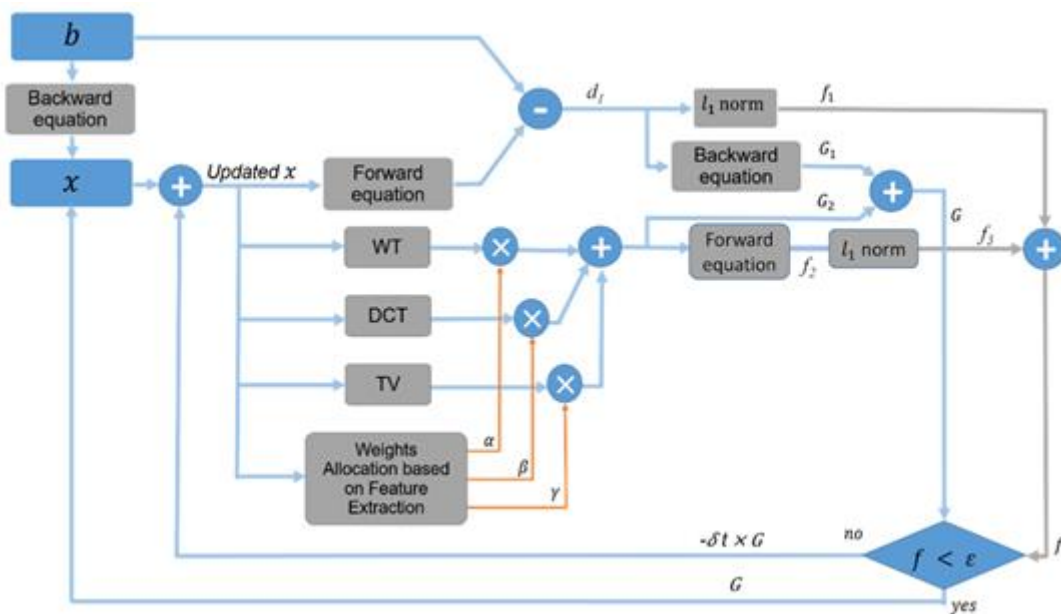 b
Backward
equation
x
+
Updated x
Forward
equation
-
d₁
l₁ norm
f₁
Backward
equation
G₁
+
G₂
G
WT
×
+
Forward
equation
f₂
l₁ norm
f₃
+
DCT
×
TV
×
Weights
Allocation based
on Feature
Extraction
α
β
γ
-δt × G
no
f < ε
f
G
yes